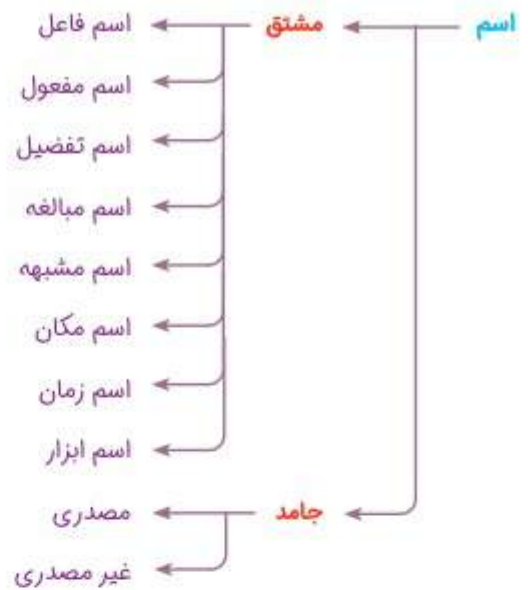 اسم
مشتق
اسم فاعل
اسم مفعول
اسم تفضیل
اسم مبالغه
اسم مشبهه
اسم مکان
اسم زمان
اسم ابزار
جامد
مصدری
غیر مصدری